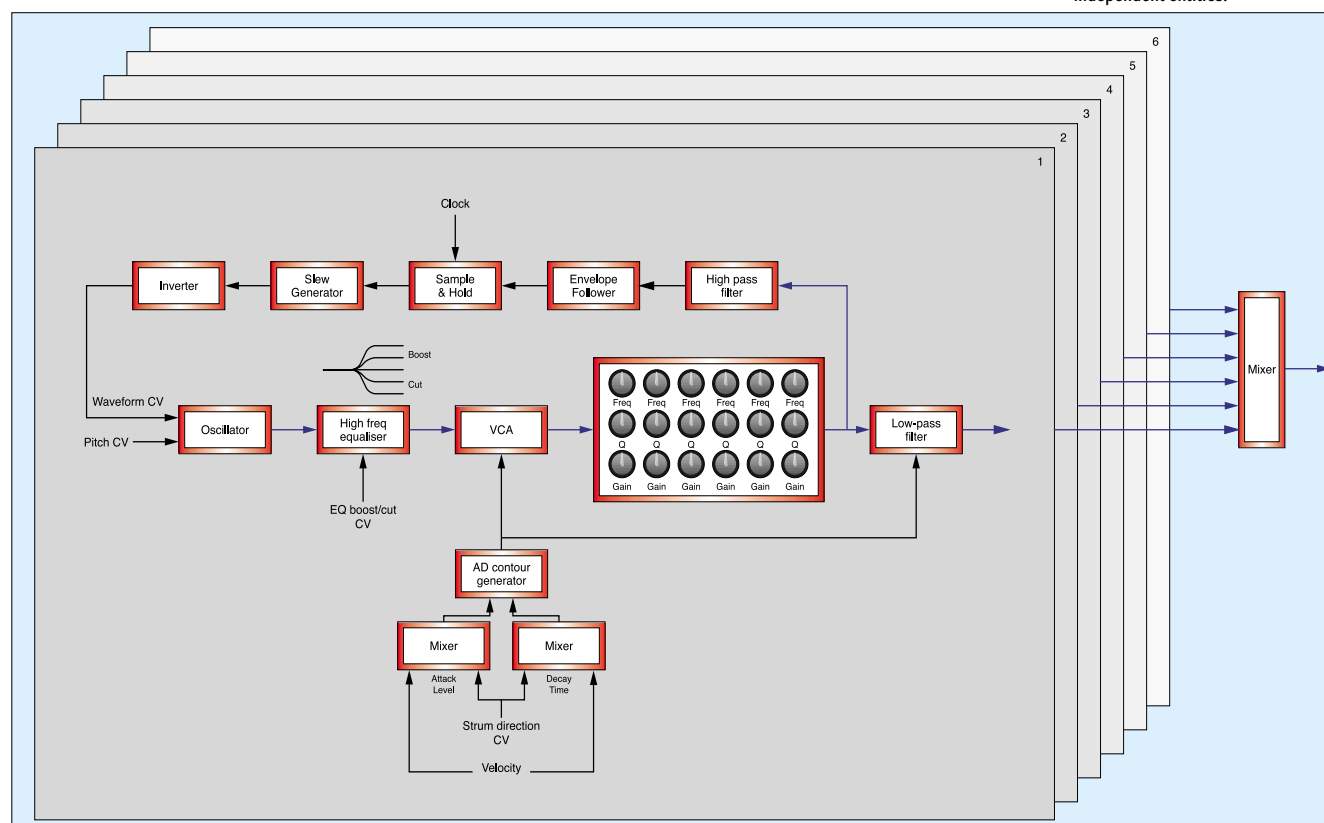 independent entities.
6
5
4
3
2
1
Clock
Inverter
Slew
Generator
Sample
& Hold
Envelope
Follower
High pass
filter
Boost
Cut
Waveform CV
Pitch CV
Oscillator
High freq
equaliser
VCA
Freq Freq Freq Freq Freq Freq
Q Q Q Q Q Q
Gain Gain Gain Gain Gain Gain
Low-pass
filter
Mixer
EQ boost/cut
CV
AD contour
generator
Mixer
Mixer
Attack
Level
Decay
Time
Strum direction
CV
Velocity